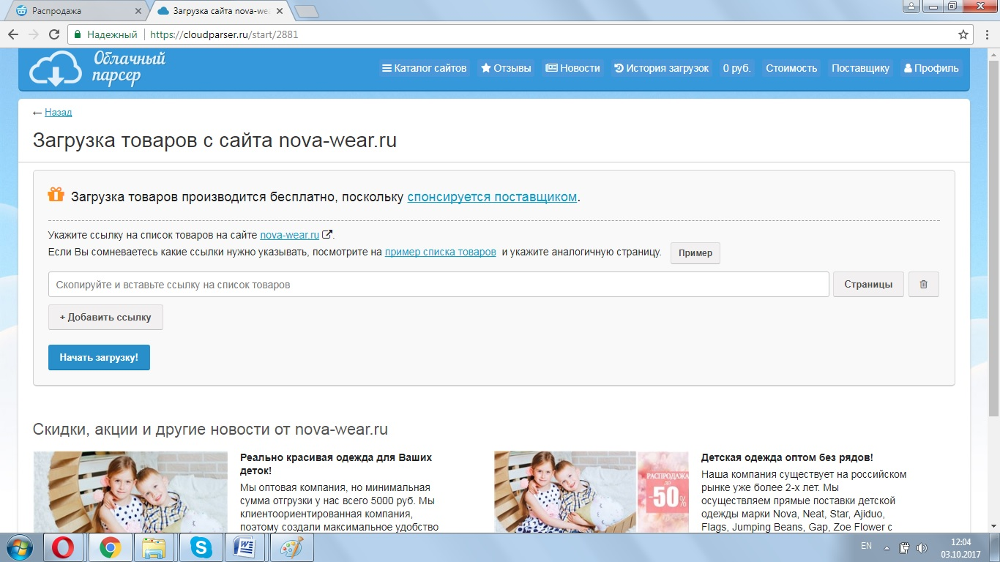 Распродажа
Загрузка сайта nova-wea
Надежный
https://cloudparser.ru/start/2881
Облачный
парсер
Каталог сайтов
Отзывы
Новости
История загрузок
0 руб.
Стоимость
Поставщику
Профиль
← Назад
Загрузка товаров с сайта nova-wear.ru
Загрузка товаров производится бесплатно, поскольку спонсируется поставщиком.
Укажите ссылку на список товаров на сайте nova-wear.ru .
Если Вы сомневаетесь какие ссылки нужно указывать, посмотрите на пример списка товаров и укажите аналогичную страницу.
Пример
Скопируйте и вставьте ссылку на список товаров
Страницы
+ Добавить ссылку
Начать загрузку!
Скидки, акции и другие новости от nova-wear.ru
Реально красивая одежда для Ваших
деток!
Мы оптовая компания, но минимальная
сумма отгрузки у нас всего 5000 руб. Мы
клиентоориентированная компания,
поэтому создали максимальное удобство
РАСПРОДАЖА
до
-50%
Детская одежда оптом без рядов!
Наша компания существует на российском
рынке уже более 2-х лет. Мы
осуществляем прямые поставки детской
одежды марки Nova, Neat, Star, Ajiduo,
Flags, Jumping Beans, Gap, Zoe Flower с
EN
12:04
03.10.2017